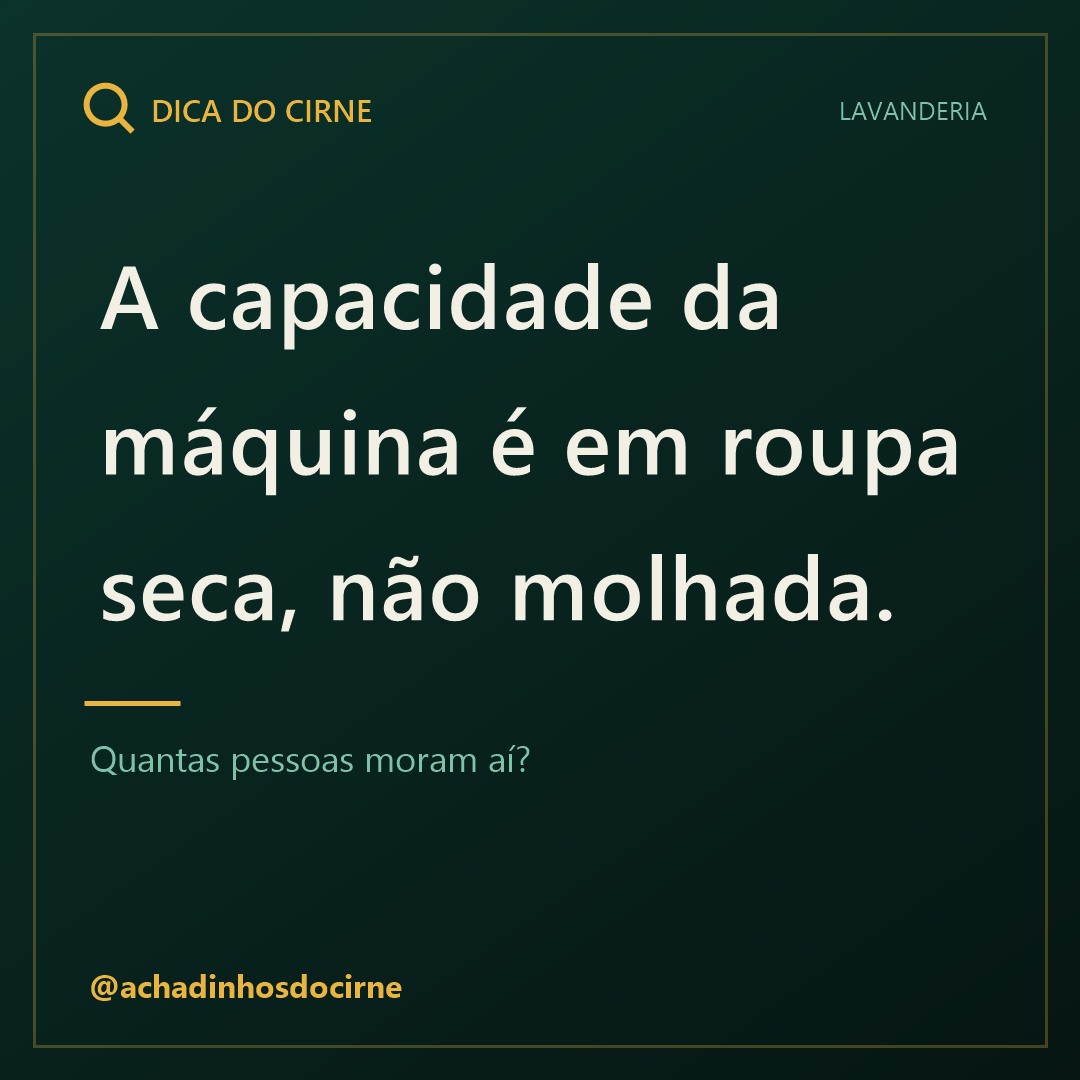 DICA DO CIRNE
LAVANDERIA
A capacidade da
máquina é em roupa
seca, não molhada.
Quantas pessoas moram aí?
@achadinhosdocirne